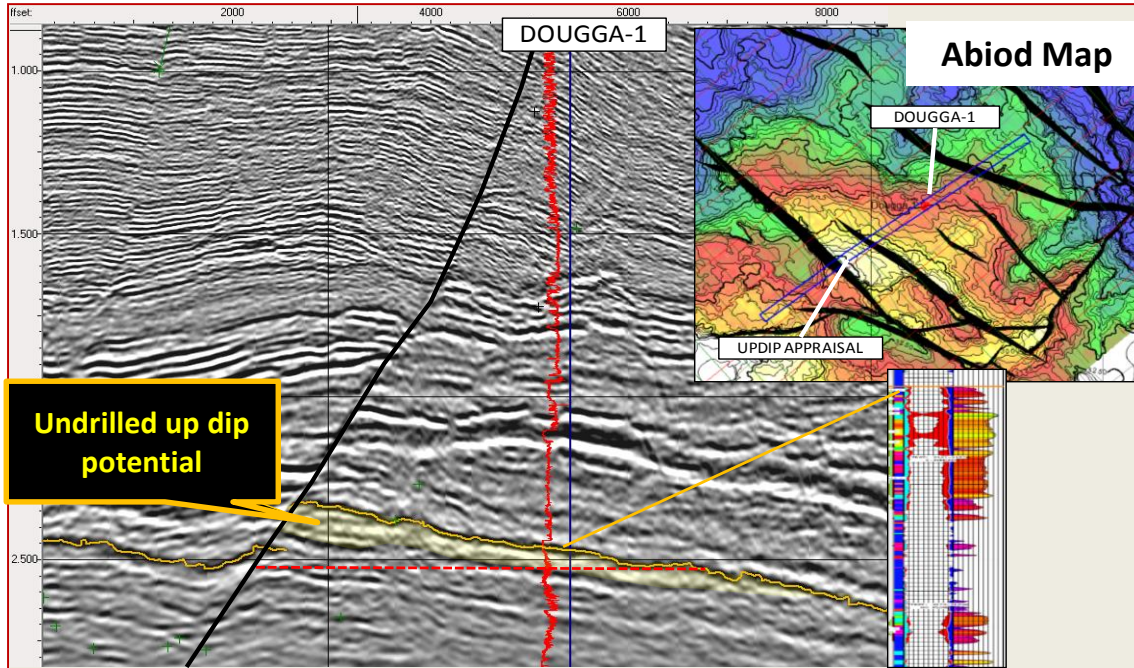 ffset:
2000
4000
6000
8000
DOUGGA-1
Abiod Map
DOUGGA-1
1.000
1.500
UPDIP APPRAISAL
Undrilled up dip
potential
2.500